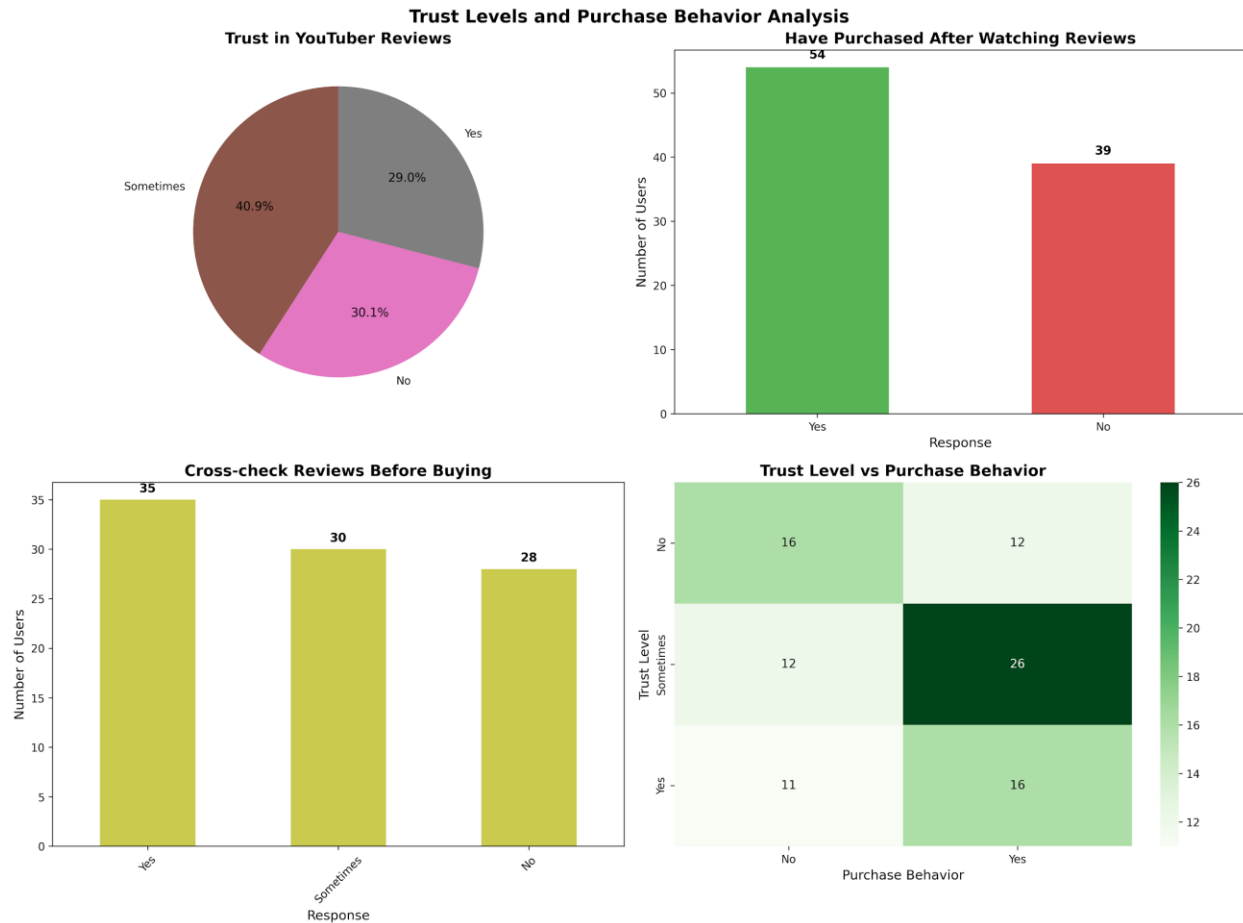 Trust Levels and Purchase Behavior Analysis
Trust in YouTuber Reviews
Yes
29.0%
Sometimes
40.9%
30.1%
No
Have Purchased After Watching Reviews
54
39
50
40
30
20
10
0
Number of Users
Yes
No
Response
Cross-check Reviews Before Buying
35
30
28
35
30
25
20
15
10
5
0
Number of Users
Yes
Sometimes
No
Response
Trust Level vs Purchase Behavior
No
16
12
Sometimes
12
26
Yes
11
16
Trust Level
No
Yes
Purchase Behavior
26
24
22
20
18
16
14
12